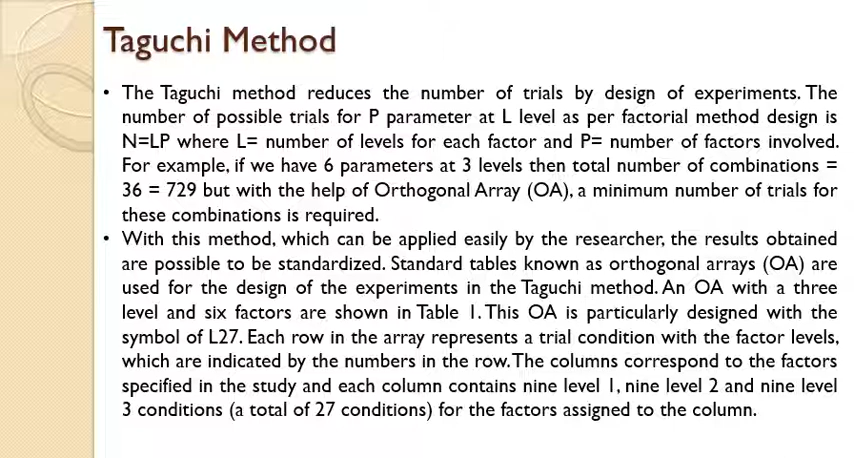 Taguchi Method
• The Taguchi method reduces the number of trials by design of experiments. The
number of possible trials for P parameter at L level as per factorial method design is
N=LP where L= number of levels for each factor and P= number of factors involved.
For example, if we have 6 parameters at 3 levels then total number of combinations =
36 = 729 but with the help of Orthogonal Array (OA), a minimum number of trials for
these combinations is required.
• With this method, which can be applied easily by the researcher, the results obtained
are possible to be standardized. Standard tables known as orthogonal arrays (OA) are
used for the design of the experiments in the Taguchi method. An OA with a three
level and six factors are shown in Table 1. This OA is particularly designed with the
symbol of L27. Each row in the array represents a trial condition with the factor levels,
which are indicated by the numbers in the row. The columns correspond to the factors
specified in the study and each column contains nine level 1, nine level 2 and nine level
3 conditions (a total of 27 conditions) for the factors assigned to the column.